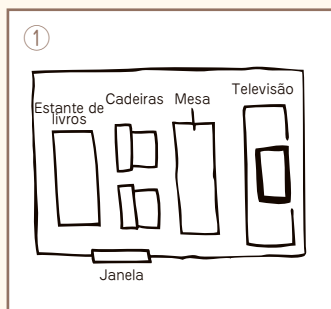 1
Estante de
livros
Cadeiras
Mesa
Televisão
Janela